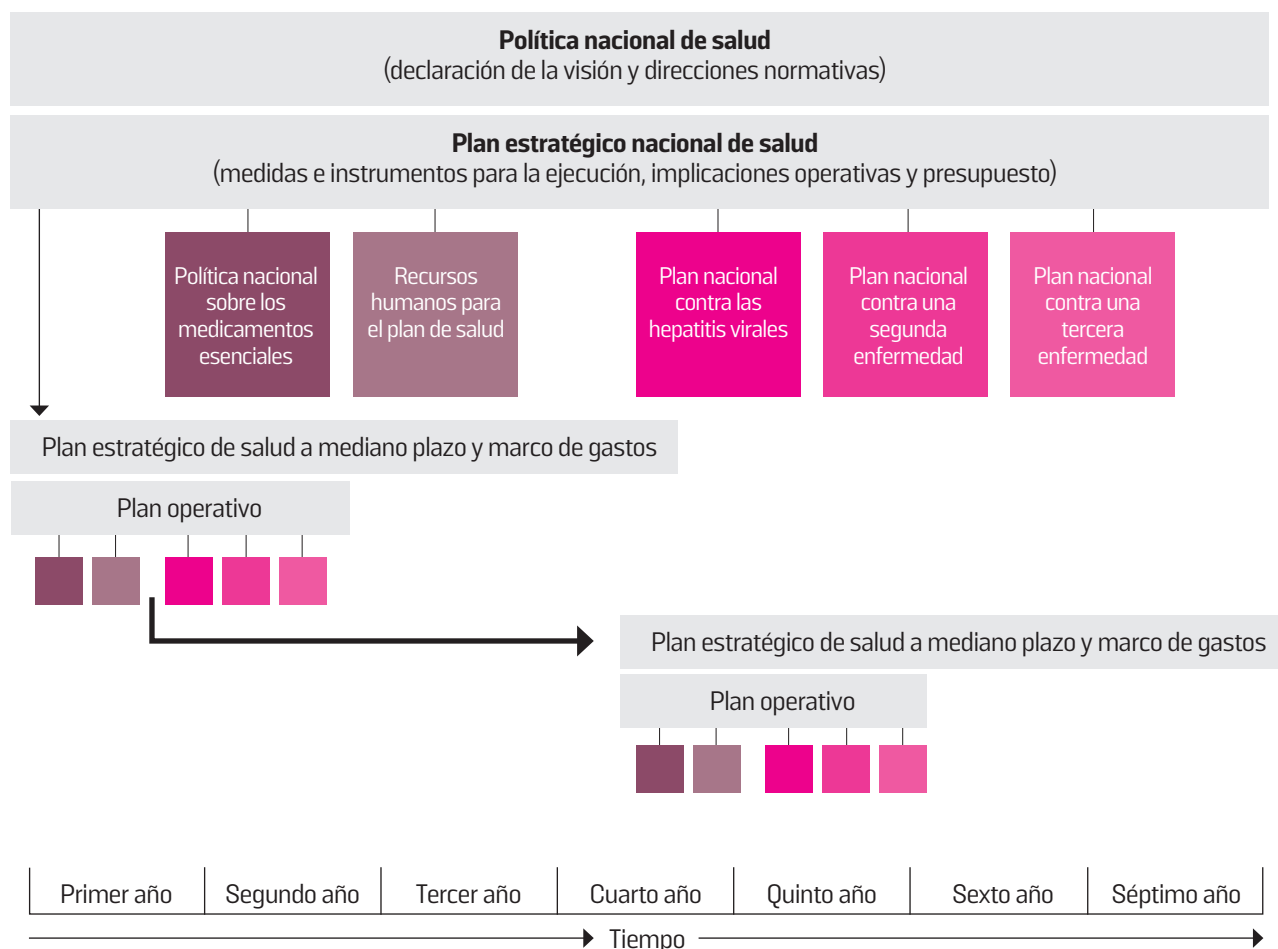 Política nacional de salud
(declaración de la visión y direcciones normativas)
Plan estratégico nacional de salud
(medidas e instrumentos para la ejecución, implicaciones operativas y presupuesto)
Política nacional
sobre los
medicamentos
esenciales
Recursos
humanos para
el plan de salud
Plan nacional
contra las
hepatitis virales
Plan nacional
contra una
segunda
enfermedad
Plan nacional
contra una
tercera
enfermedad
Plan estratégico de salud a mediano plazo y marco de gastos
Plan operativo
Plan estratégico de salud a mediano plazo y marco de gastos
Plan operativo
Primer año
Segundo año
Tercer año
Cuarto año
Quinto año
Sexto año
Séptimo año
Tiempo